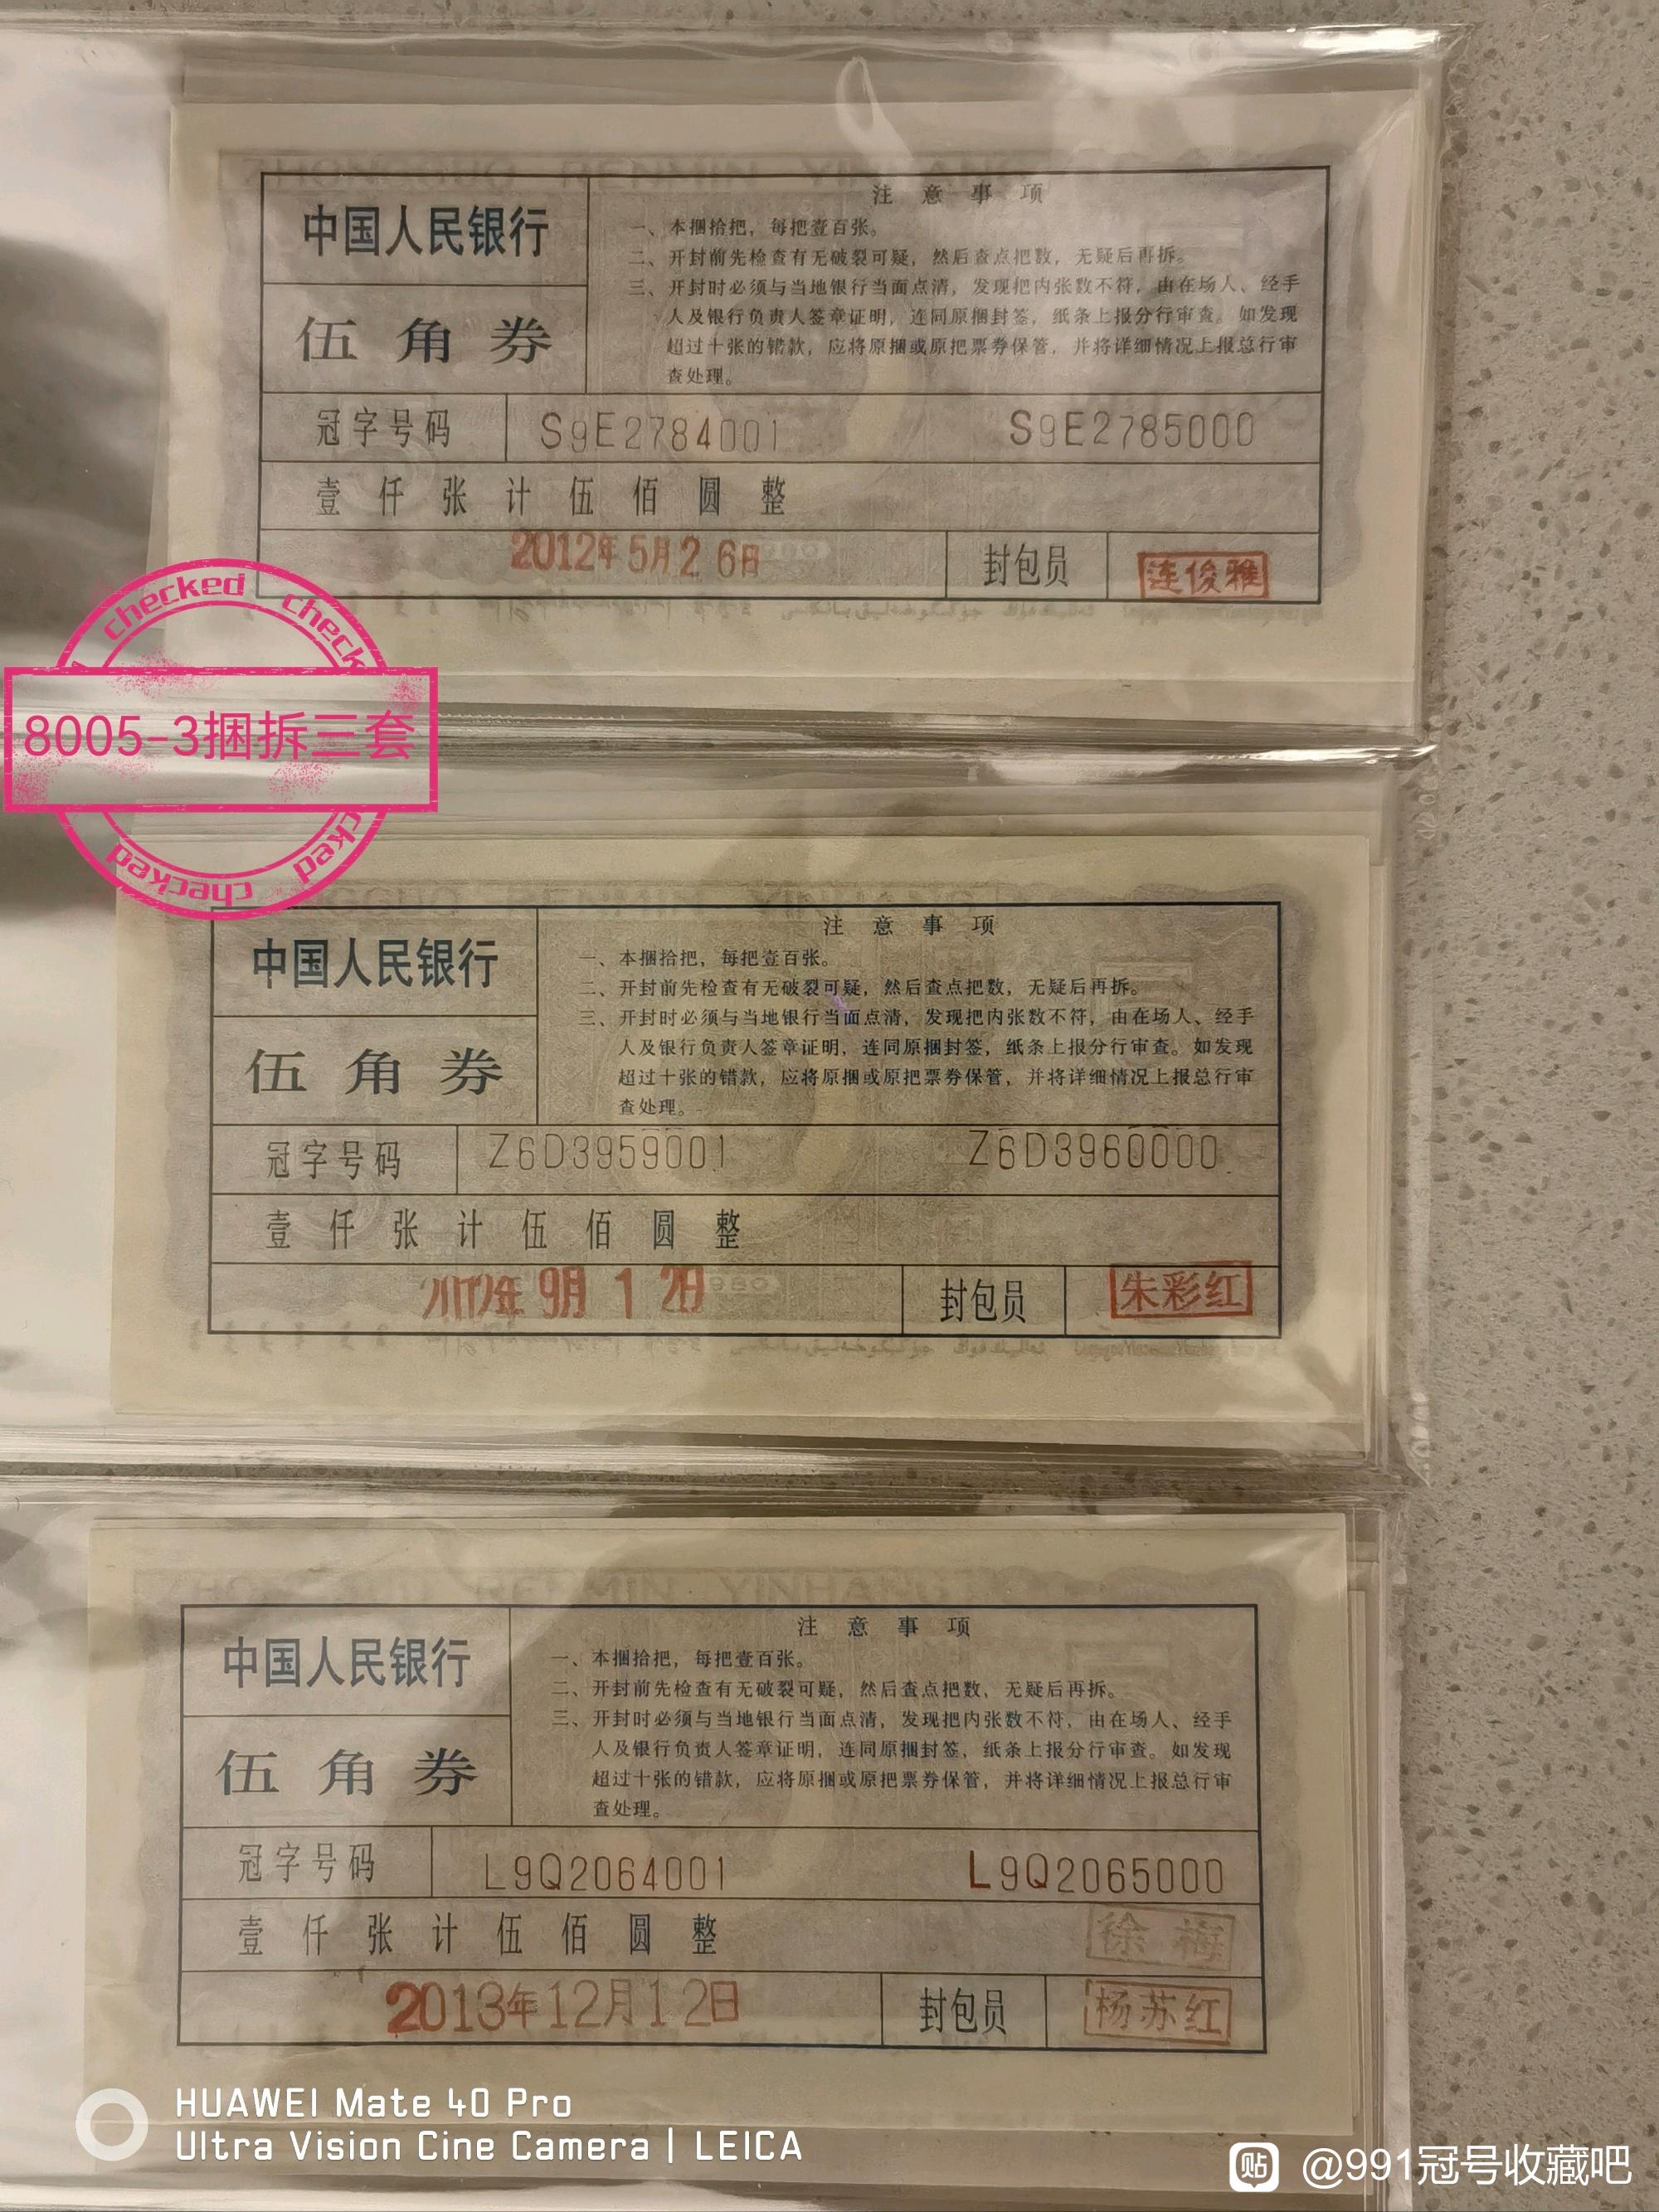 中国人民银行
伍角券
注意事项
一、本捆拾把，每把壹百张。
二、开封前先检查有无破裂可疑，然后查点把数，无疑后再拆。
三、开封时必须与当地银行当面点清，发现把内张数不符，由在场人、经手
人及银行负责人签章证明，连同原捆封签，纸条上报分行审查。如发现
超过十张的错款，应将原捆或原把票券保管，并将详细情况上报总行审
查处理。
冠字号码 S9E2784001 S9E2785000
壹仟张计伍佰圆整
2012年5月26日 封包员 连俊雅
checked check
8005-3捆拆三套
cked checked checked
中国人民银行
伍角券
注意事项
一、本捆拾把，每把壹百张。
二、开封前先检查有无破裂可疑，然后查点把数，无疑后再拆。
三、开封时必须与当地银行当面点清，发现把内张数不符，由在场人、经手
人及银行负责人签章证明，连同原捆封签，纸条上报分行审查。如发现
超过十张的错款，应将原捆或原把票券保管，并将详细情况上报总行审
查处理。
冠字号码 Z6D3959001 Z6D3960000
壹仟张计伍佰圆整
2012年9月12日 封包员 朱彩红
YINHANG
中国人民银行
伍角券
注意事项
一、本捆拾把，每把壹百张。
二、开封前先检查有无破裂可疑，然后查点把数，无疑后再拆。
三、开封时必须与当地银行当面点清，发现把内张数不符，由在场人、经手
人及银行负责人签章证明，连同原捆封签，纸条上报分行审查。如发现
超过十张的错款，应将原捆或原把票券保管，并将详细情况上报总行审
查处理。
冠字号码 L9Q2064001 L9Q2065000
壹仟张计伍佰圆整 徐梅
2013年12月12日 封包员 杨苏红
HUAWEI Mate 40 Pro
Ultra Vision Cine Camera | LEICA
贴 @991冠号收藏吧